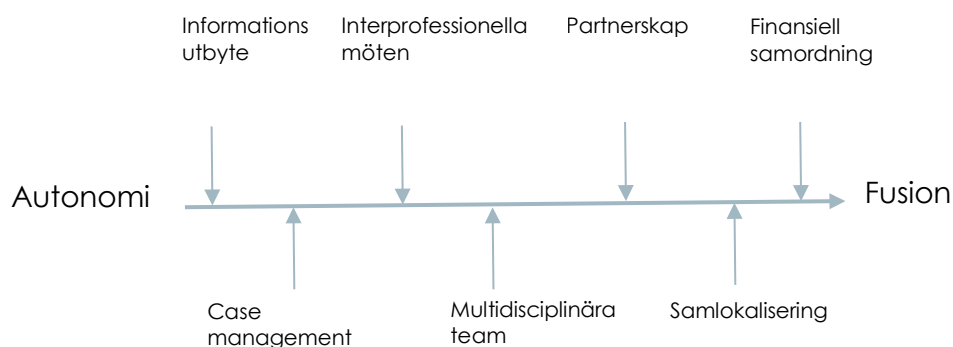 Informations
utbyte
Interprofessionella
möten
Partnerskap
Finansiell
samordning
Autonomi
Fusion
Case
management
Multidisciplinära
team
Samlokalisering